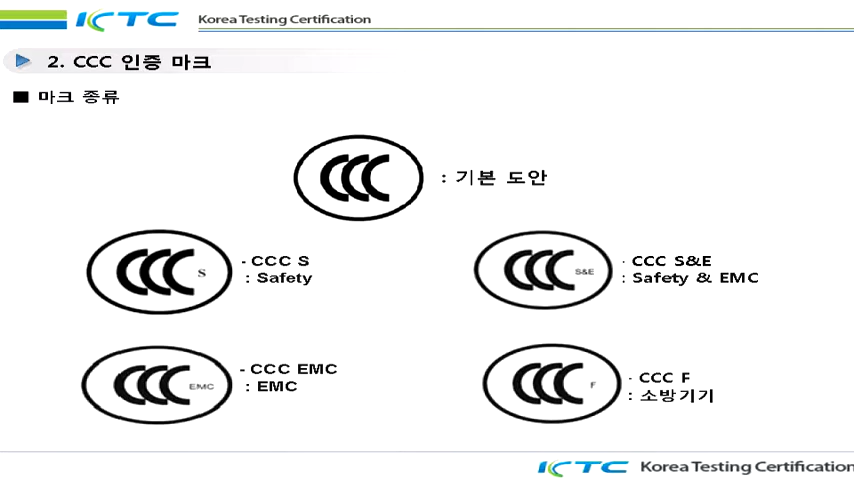 KTC Korea Testing Certification
2. CCC 인증 마크
■ 마크 종류
CCC : 기본 도안
CCC S - CCC S
: Safety
CCC S&E · CCC S&E
: Safety & EMC
CCC EMC - CCC EMC
: EMC
CCC F · CCC F
: 소방기기
KTC Korea Testing Certification